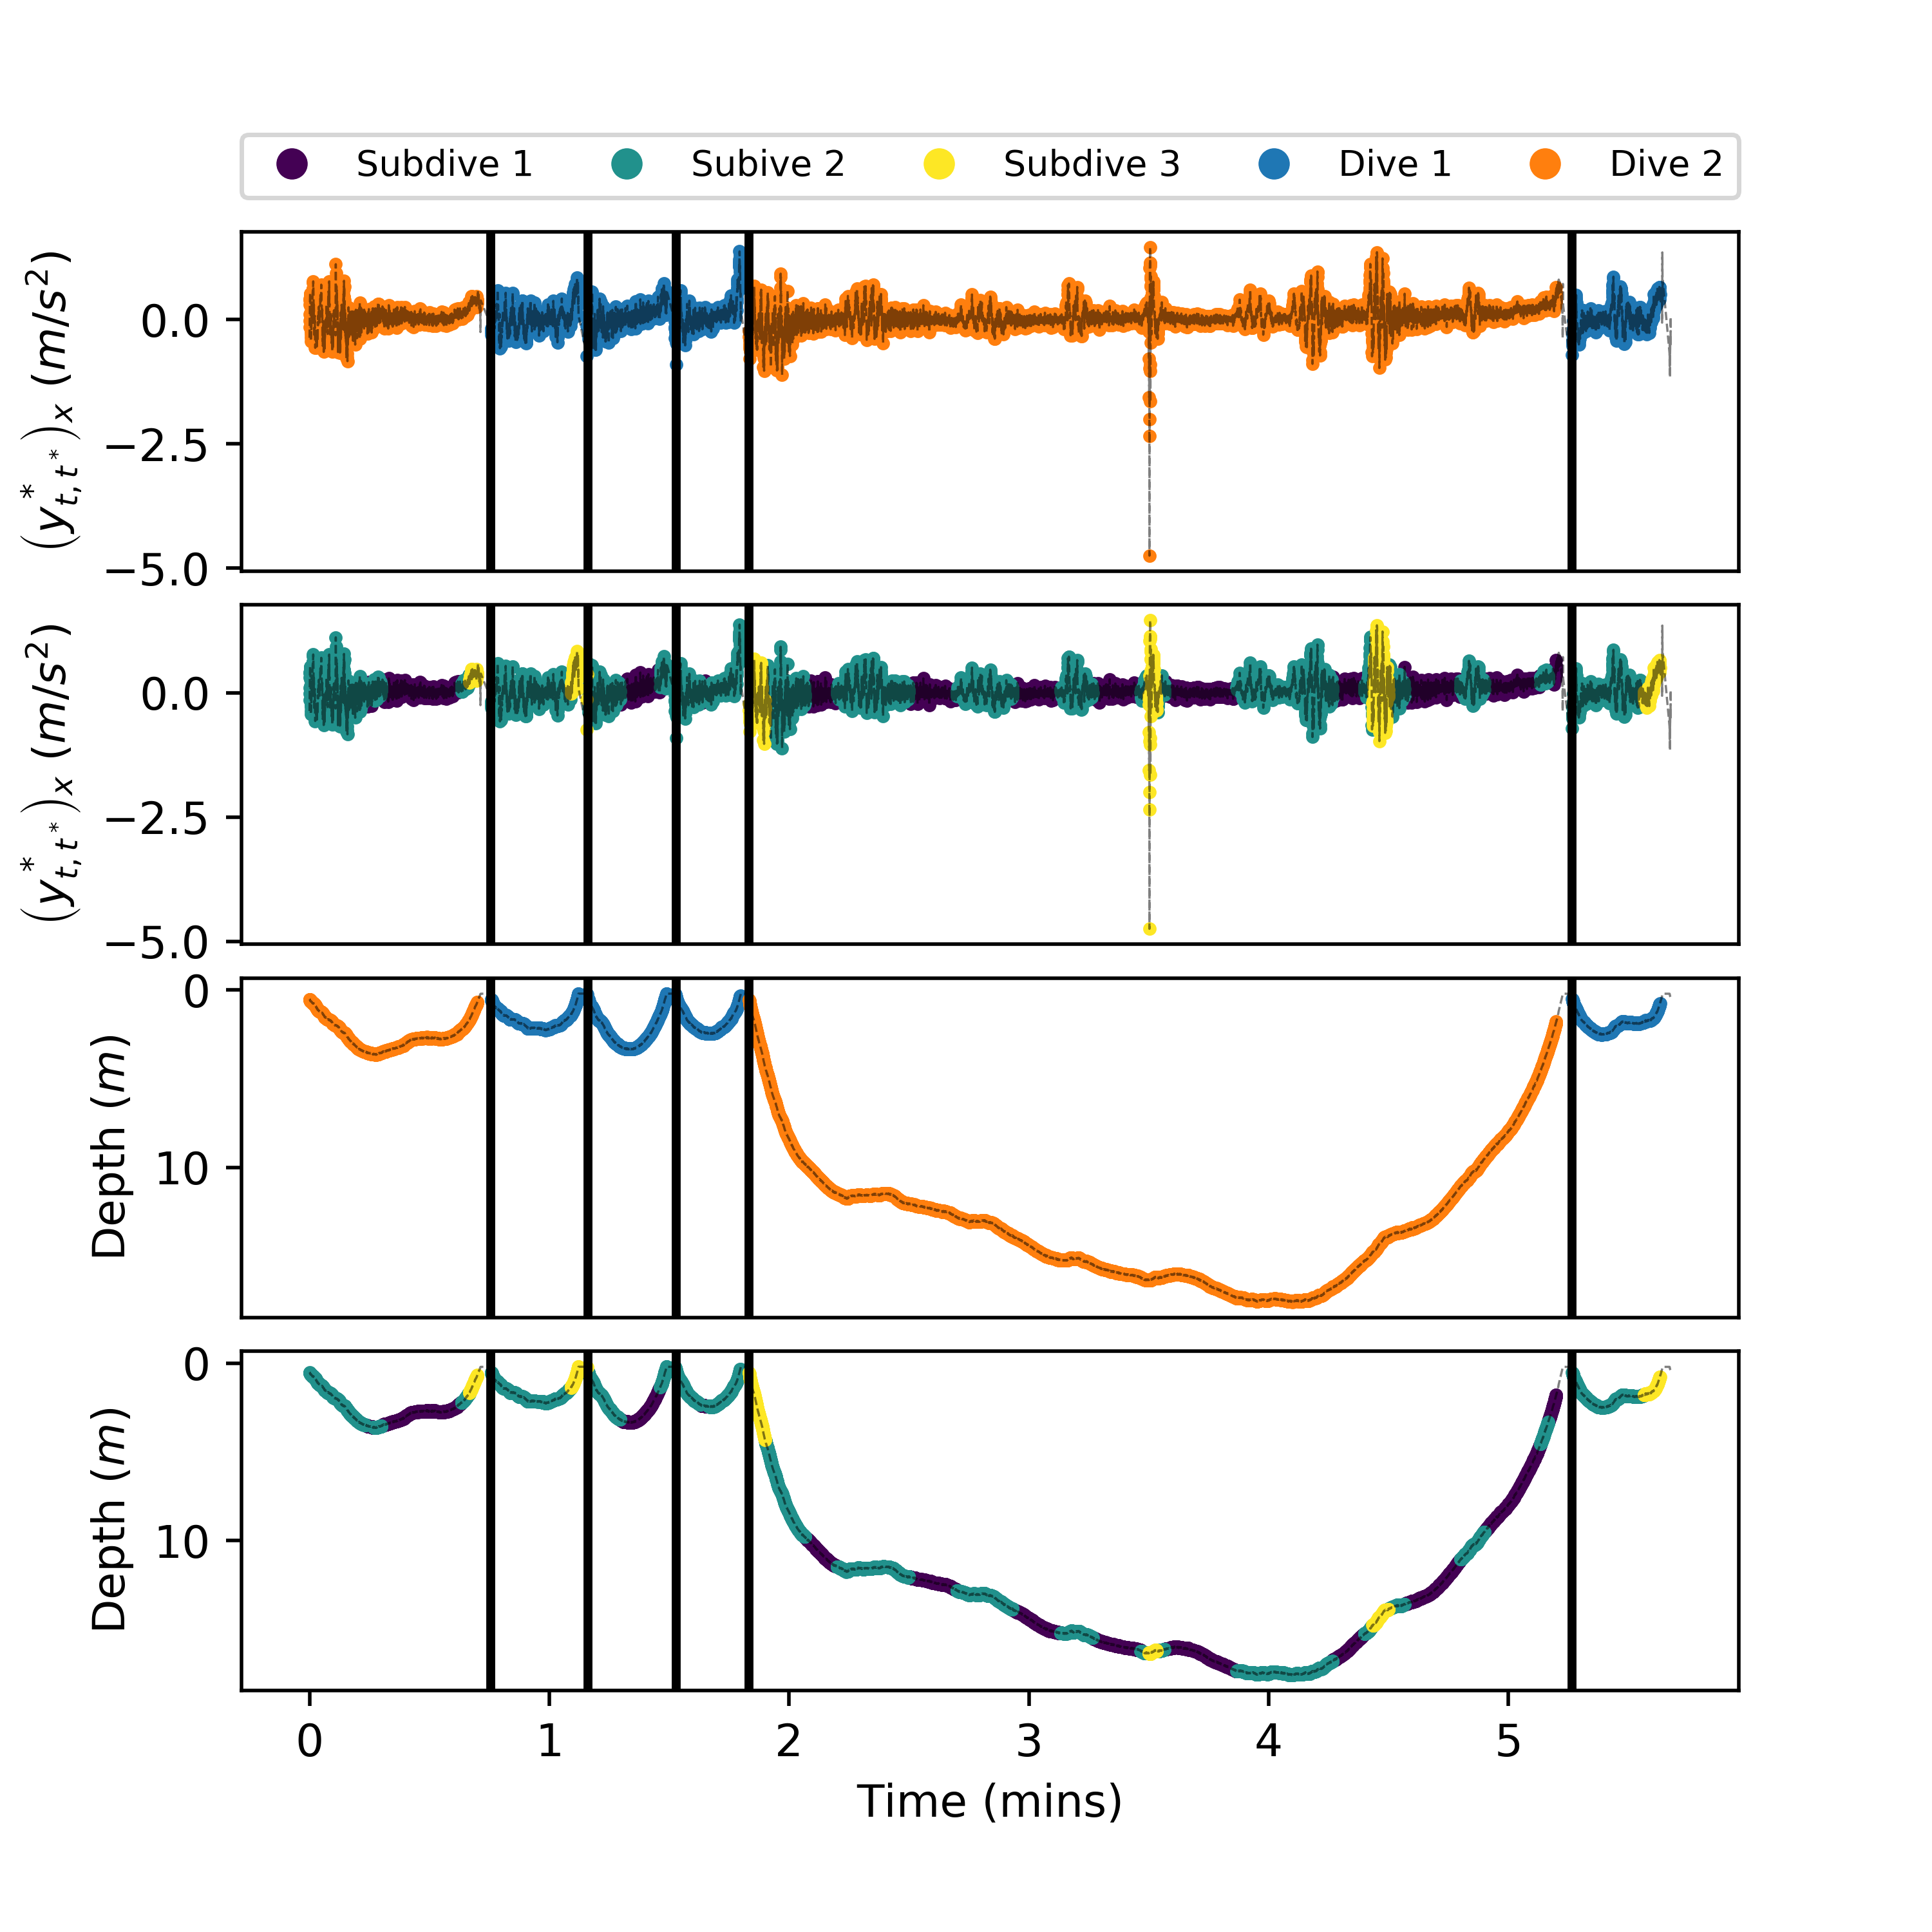 Subdive 1 Subive 2 Subdive 3 Dive 1 Dive 2
0.0
−2.5
−5.0
(y*_{t,t*})_x (m/s²)
0.0
−2.5
−5.0
(y*_{t,t*})_x (m/s²)
0
10
Depth (m)
0
10
Depth (m)
0 1 2 3 4 5
Time (mins)